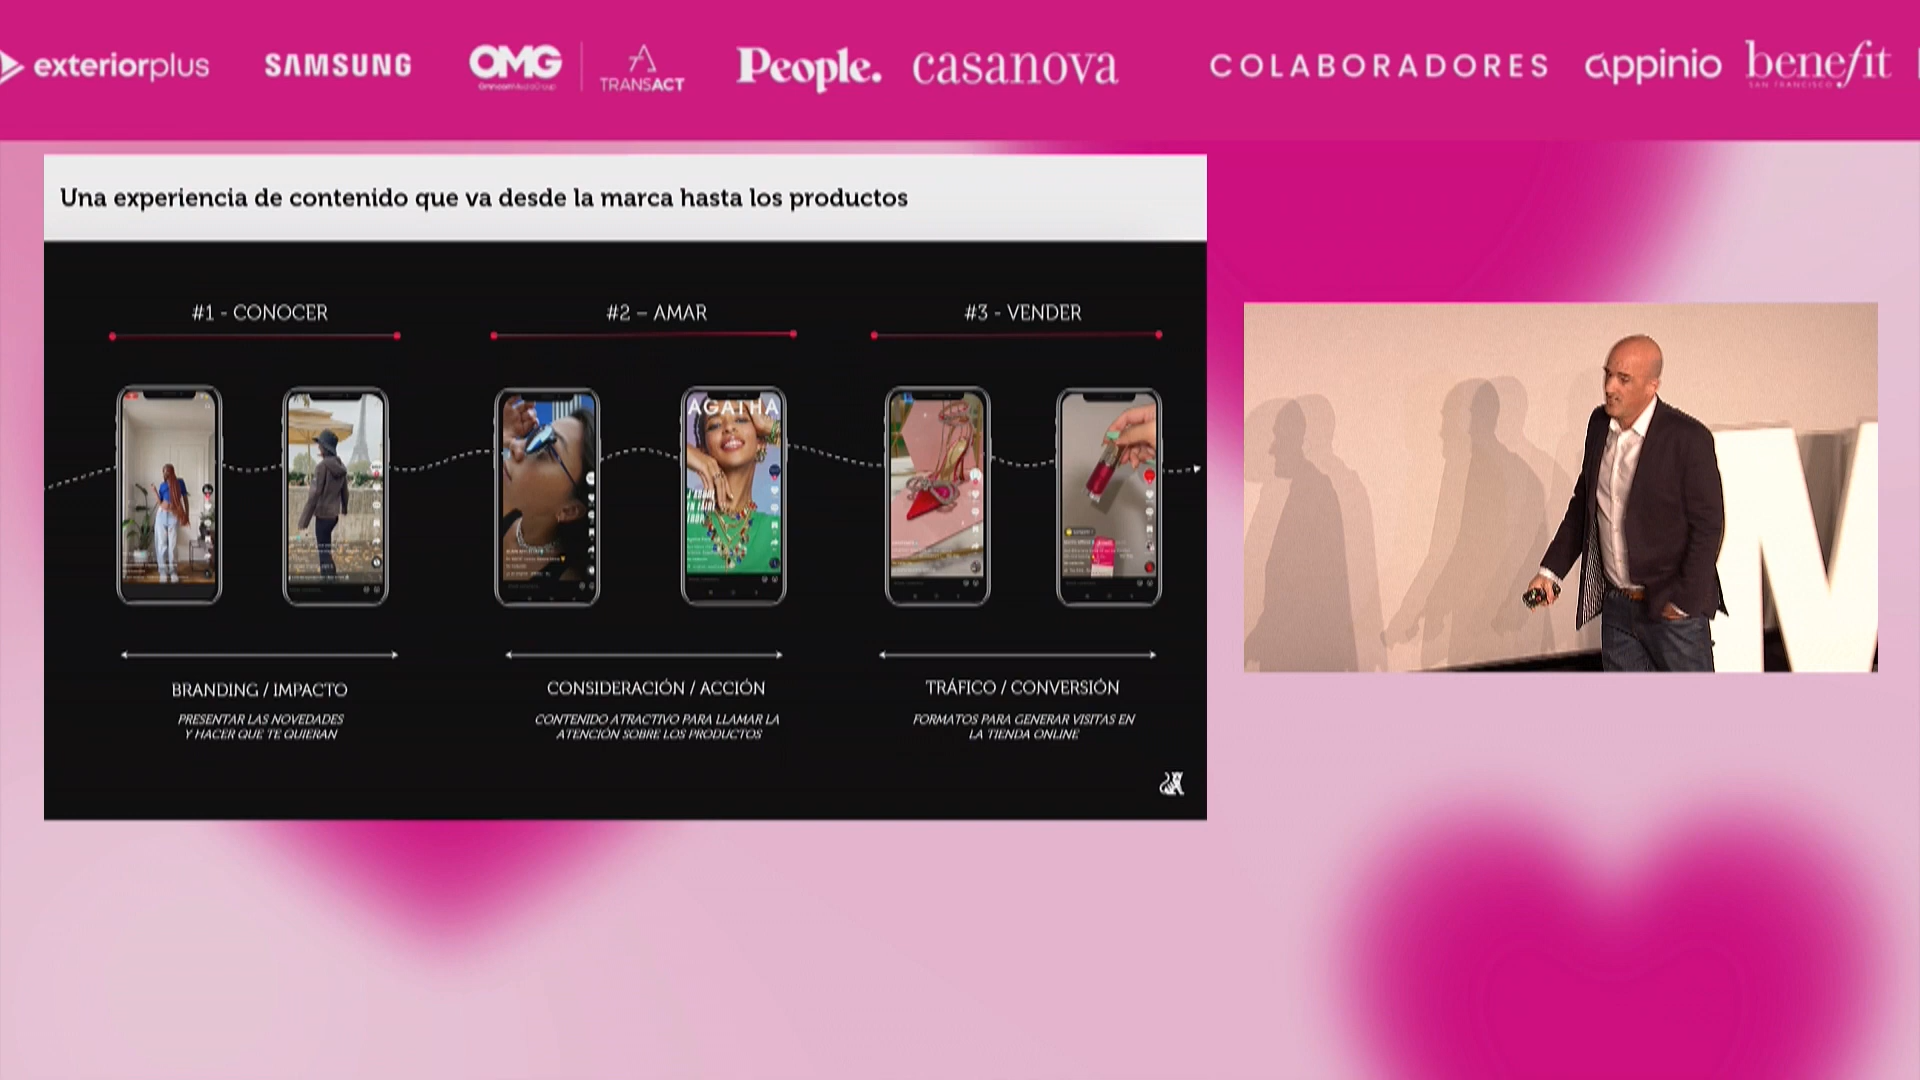 exteriorplus
SAMSUNG
OMG
OmnicomMediaGroup
TRANSACT
People.
casanova
COLABORADORES
appinio
benefit
SAN FRANCISCO
Una experiencia de contenido que va desde la marca hasta los productos
#1 - CONOCER
#2 – AMAR
#3 - VENDER
AGATHA
BRANDING / IMPACTO
CONSIDERACIÓN / ACCIÓN
TRÁFICO / CONVERSIÓN
PRESENTAR LAS NOVEDADES
Y HACER QUE TE QUIERAN
CONTENIDO ATRACTIVO PARA LLAMAR LA
ATENCIÓN SOBRE LOS PRODUCTOS
FORMATOS PARA GENERAR VISITAS EN
LA TIENDA ONLINE
M